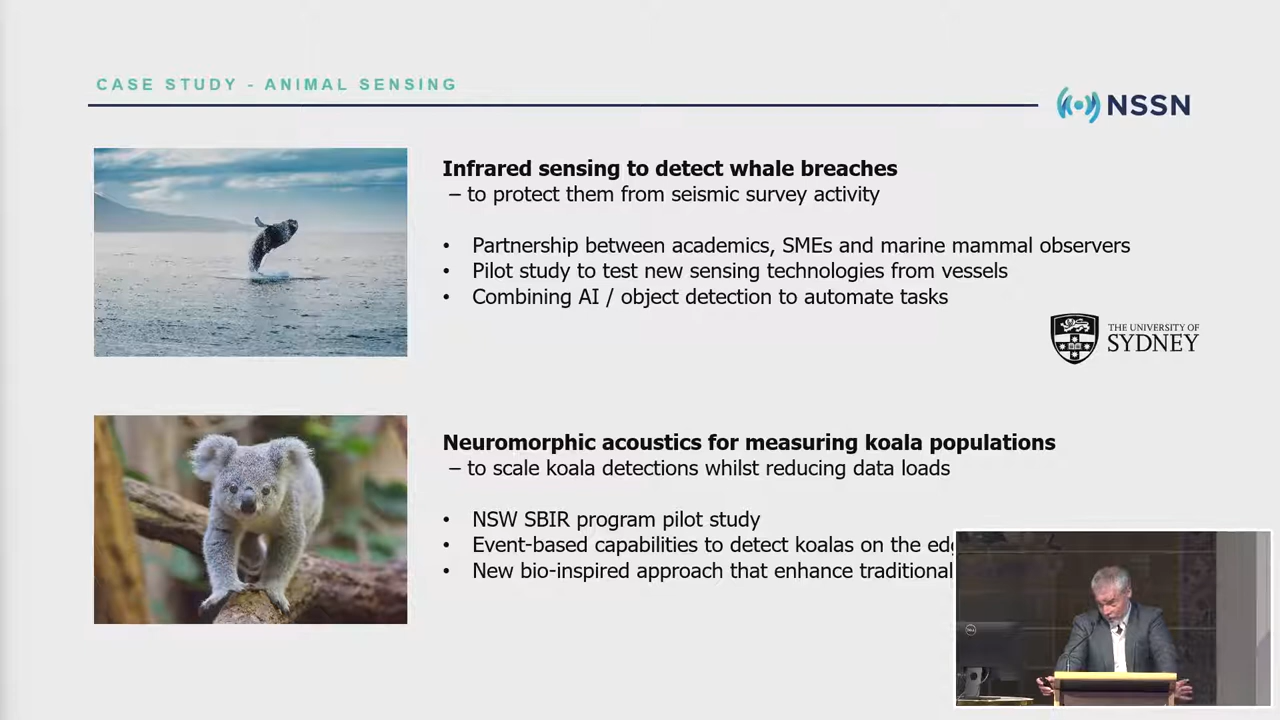 CASE STUDY - ANIMAL SENSING
NSSN
Infrared sensing to detect whale breaches
– to protect them from seismic survey activity
• Partnership between academics, SMEs and marine mammal observers
• Pilot study to test new sensing technologies from vessels
• Combining AI / object detection to automate tasks
THE UNIVERSITY OF
SYDNEY
Neuromorphic acoustics for measuring koala populations
– to scale koala detections whilst reducing data loads
• NSW SBIR program pilot study
• Event-based capabilities to detect koalas on the
• New bio-inspired approach that enhance traditional